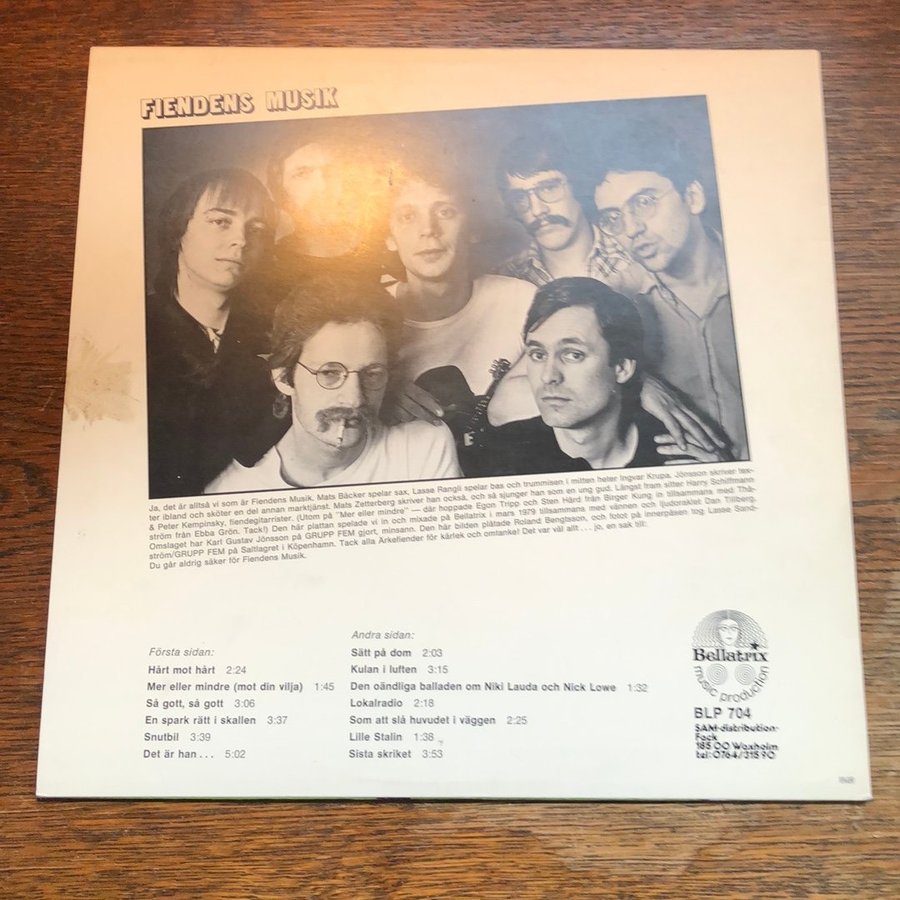 FIENDENS MUSIK
Ja, det är alltså vi som är Fiendens Musik. Mats Bäcker spelar sax, Lasse Rangli spelar bas och trummisen i mitten heter Ingvar Krupa. Jönsson skriver tex-
ter ibland och sköter en del annan marktjänst. Mats Zetterberg skriver han också, och så sjunger han som en ung gud. Längst fram sitter Harry Schiffmann
& Peter Kempinsky, fiendegitarrister. (Utom på "Mer eller mindre" — där hoppade Egon Tripp och Sten Hård från Birger Kung in tillsammans med Thå-
ström från Ebba Grön. Tack!) Den här plattan spelade vi in och mixade på Bellatrix i mars 1979 tillsammans med vännen och ljudoraklet Dan Tillberg.
Omslaget har Karl Gustav Jönsson på GRUPP FEM gjort, minsann. Den här bilden plåtade Roland Bengtsson, och fotot på innerpåsen tog Lasse Sand-
ström/GRUPP FEM på Saltlagret i Köpenhamn. Tack alla Arkefiender för kärlek och omtanke! Det var väl allt . . . jo, en sak till:
Du går aldrig säker för Fiendens Musik.
Första sidan:
Hårt mot hårt 2:24
Mer eller mindre (mot din vilja) 1:45
Så gott, så gott 3:06
En spark rätt i skallen 3:37
Snutbil 3:39
Det är han . . . 5:02
Andra sidan:
Sätt på dom 2:03
Kulan i luften 3:15
Den oändliga balladen om Niki Lauda och Nick Lowe 1:32
Lokalradio 2:18
Som att slå huvudet i väggen 2:25
Lille Stalin 1:38
Sista skriket 3:53
Bellatrix
music production
BLP 704
SAM-distribution
Fack
185 00 Waxholm
tel: 0764/315 90